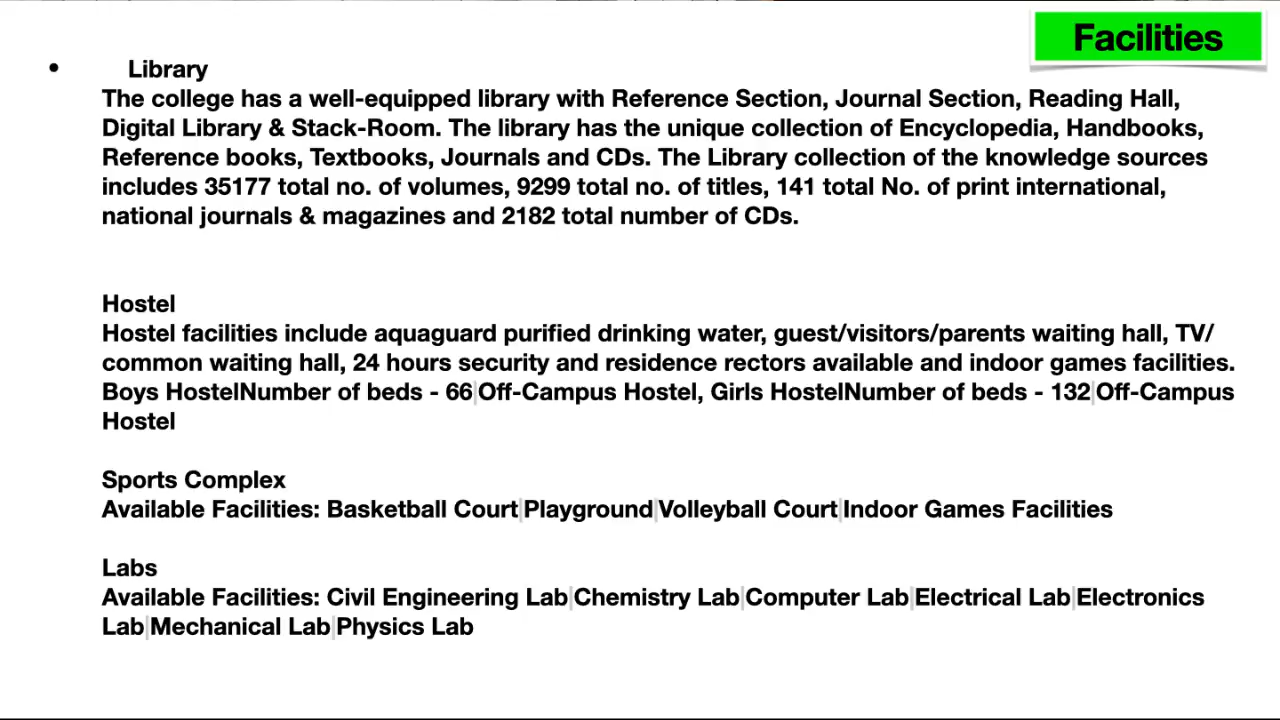 Facilities
• Library
The college has a well-equipped library with Reference Section, Journal Section, Reading Hall,
Digital Library & Stack-Room. The library has the unique collection of Encyclopedia, Handbooks,
Reference books, Textbooks, Journals and CDs. The Library collection of the knowledge sources
includes 35177 total no. of volumes, 9299 total no. of titles, 141 total No. of print international,
national journals & magazines and 2182 total number of CDs.
Hostel
Hostel facilities include aquaguard purified drinking water, guest/visitors/parents waiting hall, TV/
common waiting hall, 24 hours security and residence rectors available and indoor games facilities.
Boys HostelNumber of beds - 66|Off-Campus Hostel, Girls HostelNumber of beds - 132|Off-Campus
Hostel
Sports Complex
Available Facilities: Basketball Court|Playground|Volleyball Court|Indoor Games Facilities
Labs
Available Facilities: Civil Engineering Lab|Chemistry Lab|Computer Lab|Electrical Lab|Electronics
Lab|Mechanical Lab|Physics Lab